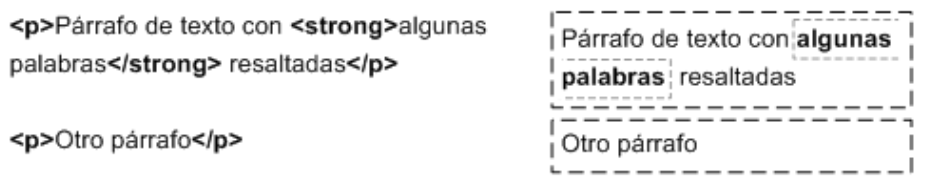 <p>Párrafo de texto con <strong>algunas
palabras</strong> resaltadas</p>
<p>Otro párrafo</p>
Párrafo de texto con algunas
palabras resaltadas
Otro párrafo